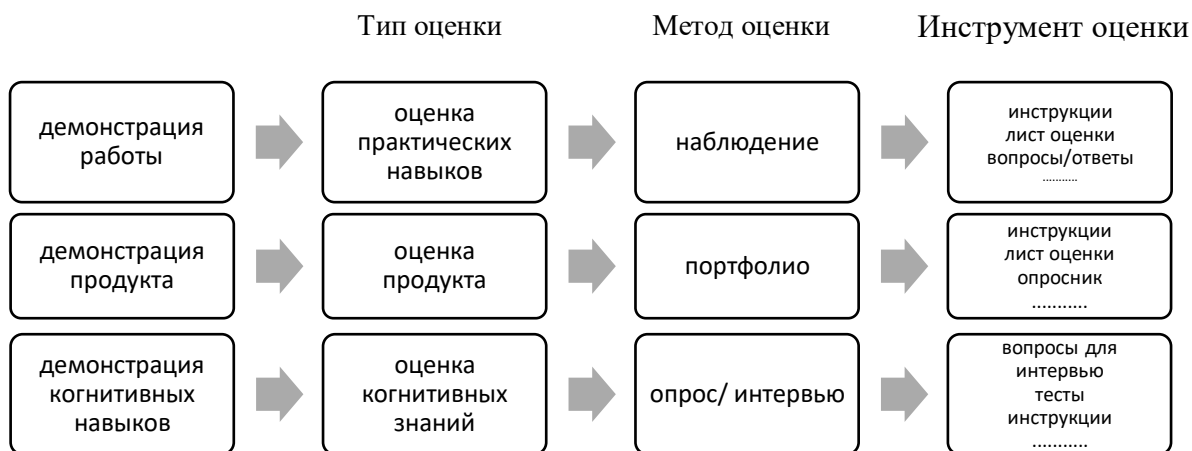 Тип оценки
Метод оценки
Инструмент оценки
демонстрация
работы
оценка
практических
навыков
наблюдение
инструкции
лист оценки
вопросы/ответы
...........
демонстрация
продукта
оценка
продукта
портфолио
инструкции
лист оценки
опросник
...........
демонстрация
когнитивных
навыков
оценка
когнитивных
знаний
опрос/ интервью
вопросы для
интервью
тесты
инструкции
...........